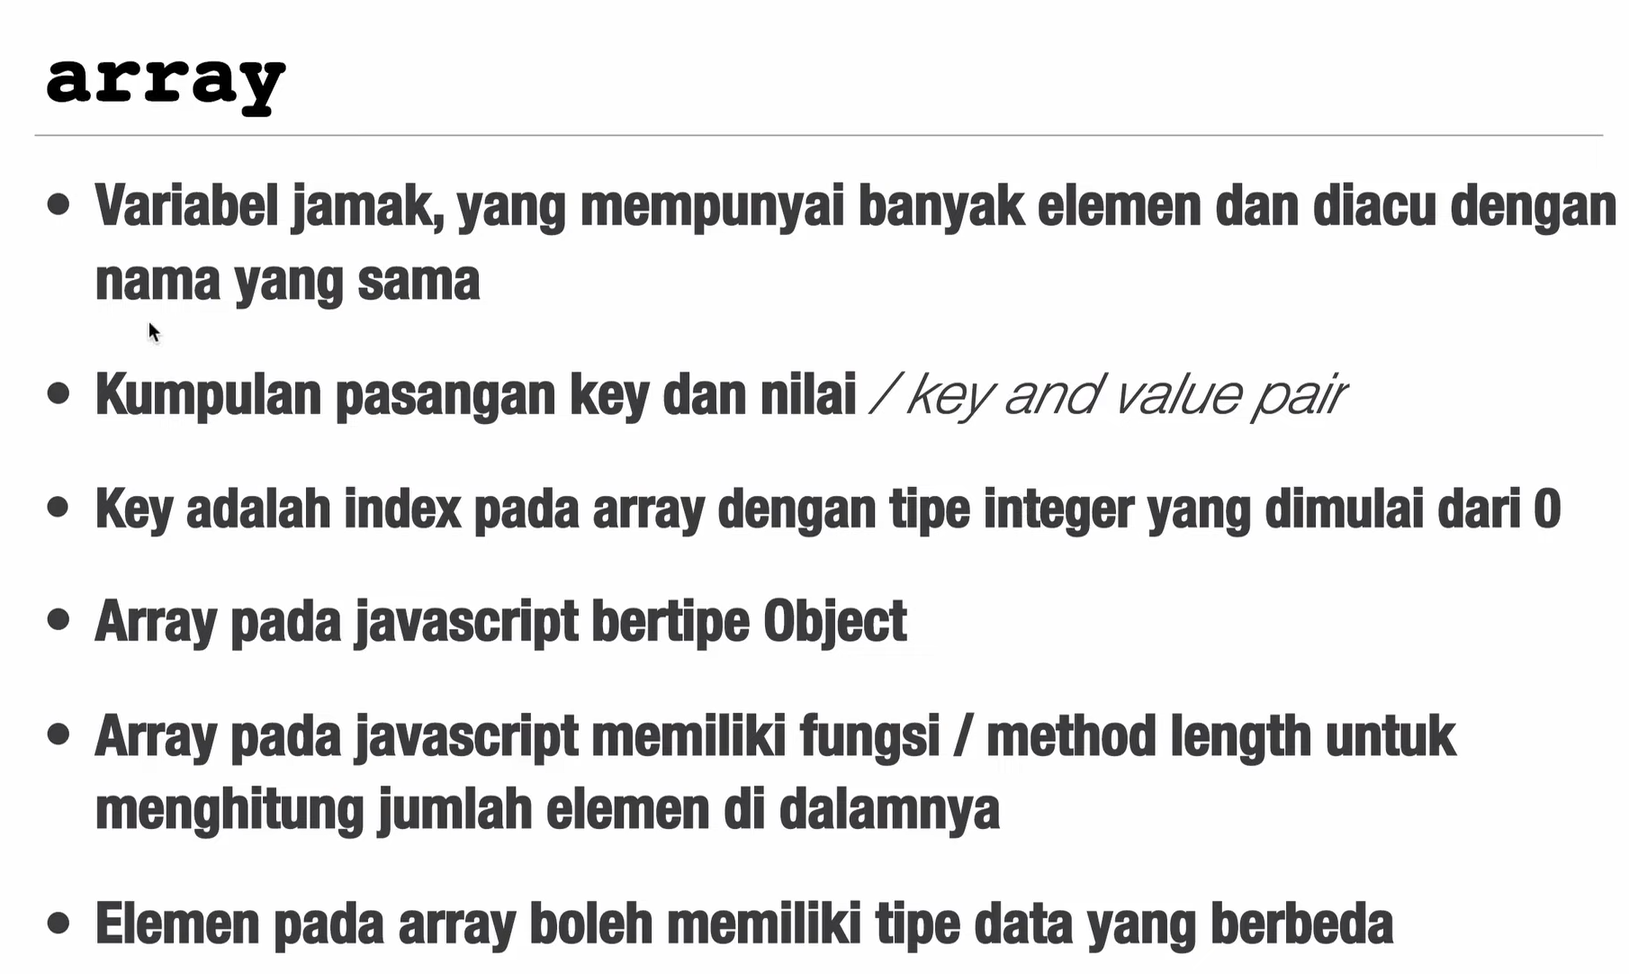 array
• Variabel jamak, yang mempunyai banyak elemen dan diacu dengan
nama yang sama
• Kumpulan pasangan key dan nilai / key and value pair
• Key adalah index pada array dengan tipe integer yang dimulai dari 0
• Array pada javascript bertipe Object
• Array pada javascript memiliki fungsi / method length untuk
menghitung jumlah elemen di dalamnya
• Elemen pada array boleh memiliki tipe data yang berbeda